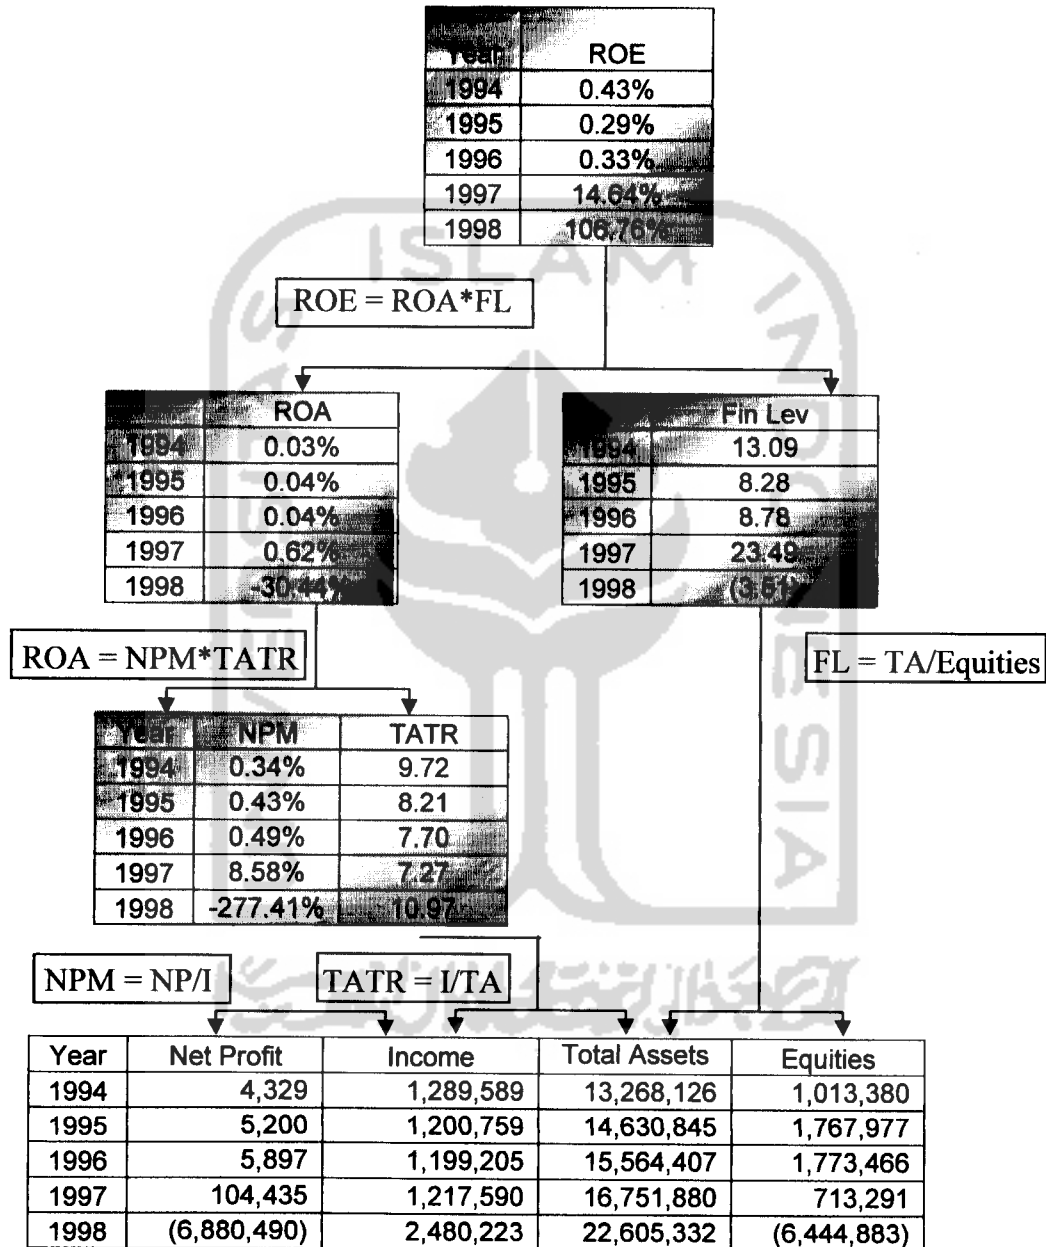 Year ROE
1994 0.43%
1995 0.29%
1996 0.33%
1997 14.64%
1998 106.76%
ROE = ROA*FL
ROA
1994 0.03%
1995 0.04%
1996 0.04%
1997 0.62%
1998 -30.44%
Fin Lev
1994 13.09
1995 8.28
1996 8.78
1997 23.49
1998 (3.51)
ROA = NPM*TATR
FL = TA/Equities
Year NPM TATR
1994 0.34% 9.72
1995 0.43% 8.21
1996 0.49% 7.70
1997 8.58% 7.27
1998 -277.41% 10.97
NPM = NP/I
TATR = I/TA
Year Net Profit Income Total Assets Equities
1994 4,329 1,289,589 13,268,126 1,013,380
1995 5,200 1,200,759 14,630,845 1,767,977
1996 5,897 1,199,205 15,564,407 1,773,466
1997 104,435 1,217,590 16,751,880 713,291
1998 (6,880,490) 2,480,223 22,605,332 (6,444,883)
ISLAM
INDONESIA